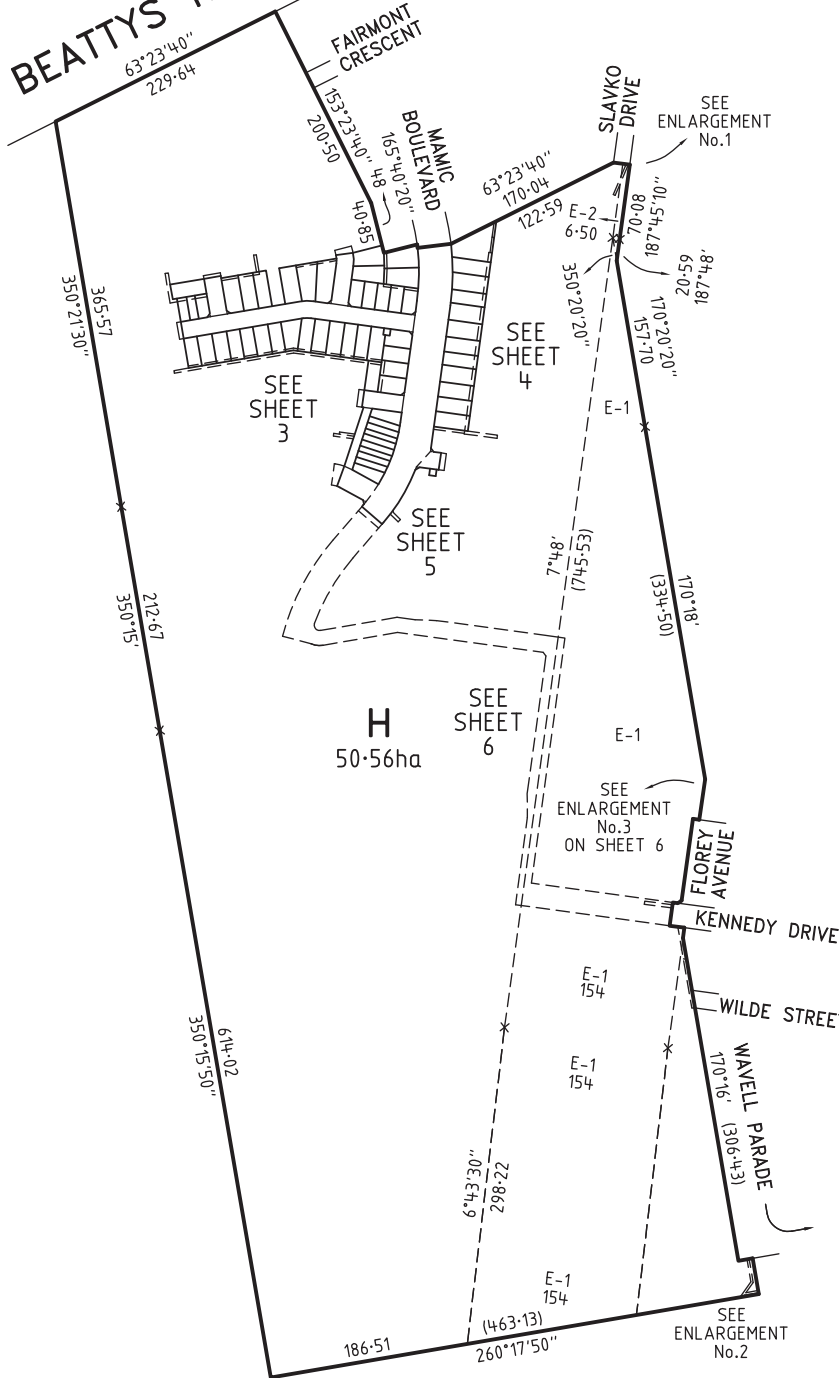 BEATTYS
63°23'40"
229·64
FAIRMONT
CRESCENT
153°23'40"
200·50
48
165°40'20"
40·85
MAMIC
BOULEVARD
63°23'40"
170·04
122·59
SLAVKO
DRIVE
SEE
ENLARGEMENT
No.1
E-2
6·50
70·08
187°45'10"
20·59
187°48'
350°20'20"
170°20'20"
157·70
365·57
350°21'30"
SEE
SHEET
3
SEE
SHEET
4
E-1
SEE
SHEET
5
7°48'
(745·53)
170°18'
(334·50)
212·67
350°15'
H
50·56ha
SEE
SHEET
6
E-1
SEE
ENLARGEMENT
No.3
ON SHEET 6
FLOREY
AVENUE
KENNEDY DRIVE
E-1
154
WILDE STREE
E-1
154
WAVELL PARADE
170°16'
(306·43)
614·02
350°15'50"
6°43'30"
298·22
E-1
154
186·51
(463·13)
260°17'50"
SEE
ENLARGEMENT
No.2